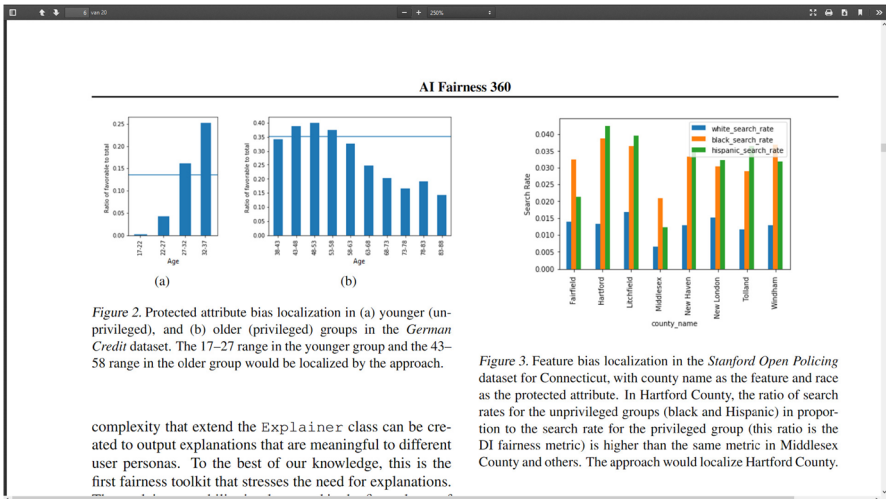 6 van 20
250%
AI Fairness 360
Ratio of favorable to total
0.25
0.20
0.15
0.10
0.05
0.00
17-22
22-27
27-32
32-37
Age
(a)
Ratio of favorable to total
0.40
0.35
0.30
0.25
0.20
0.15
0.10
0.05
0.00
38-43
43-48
48-53
53-58
58-63
63-68
68-73
73-78
78-83
83-88
Age
(b)
Figure 2. Protected attribute bias localization in (a) younger (un-
privileged), and (b) older (privileged) groups in the German
Credit dataset. The 17–27 range in the younger group and the 43–
58 range in the older group would be localized by the approach.
complexity that extend the Explainer class can be cre-
ated to output explanations that are meaningful to different
user personas. To the best of our knowledge, this is the
first fairness toolkit that stresses the need for explanations.
Search Rate
0.040
0.035
0.030
0.025
0.020
0.015
0.010
0.005
0.000
white_search_rate
black_search_rate
hispanic_search_rate
Fairfield
Hartford
Litchfield
Middlesex
New Haven
New London
Tolland
Windham
county_name
Figure 3. Feature bias localization in the Stanford Open Policing
dataset for Connecticut, with county name as the feature and race
as the protected attribute. In Hartford County, the ratio of search
rates for the unprivileged groups (black and Hispanic) in propor-
tion to the search rate for the privileged group (this ratio is the
DI fairness metric) is higher than the same metric in Middlesex
County and others. The approach would localize Hartford County.